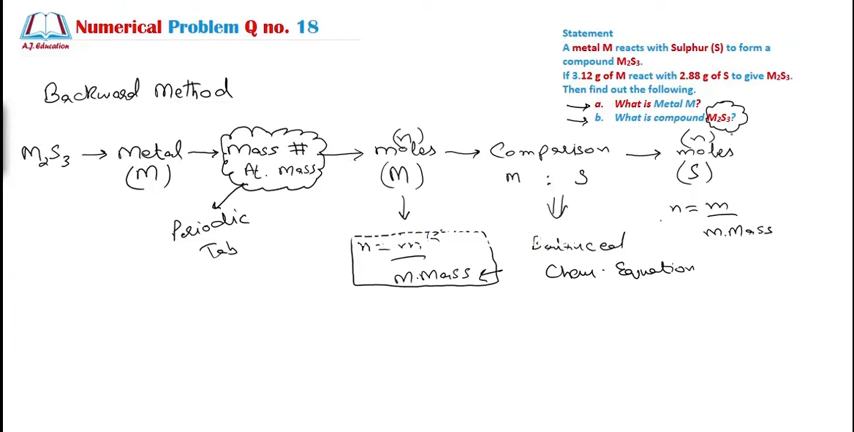 Numerical Problem Q no. 18
A.J. Education
Statement
A metal M reacts with Sulphur (S) to form a
compound M₂S₃.
If 3.12 g of M react with 2.88 g of S to give M₂S₃.
Then find out the following.
a. What is Metal M?
b. What is compound M₂S₃?
Backward Method
M₂S₃ → Metal → Mass # → moles → Comparison → moles
(M) At. Mass (n) (M) M : S (n) (S)
Periodic
Tab
n = m
M.Mass
Balanced
Chem. Equation
n = m
M.Mass